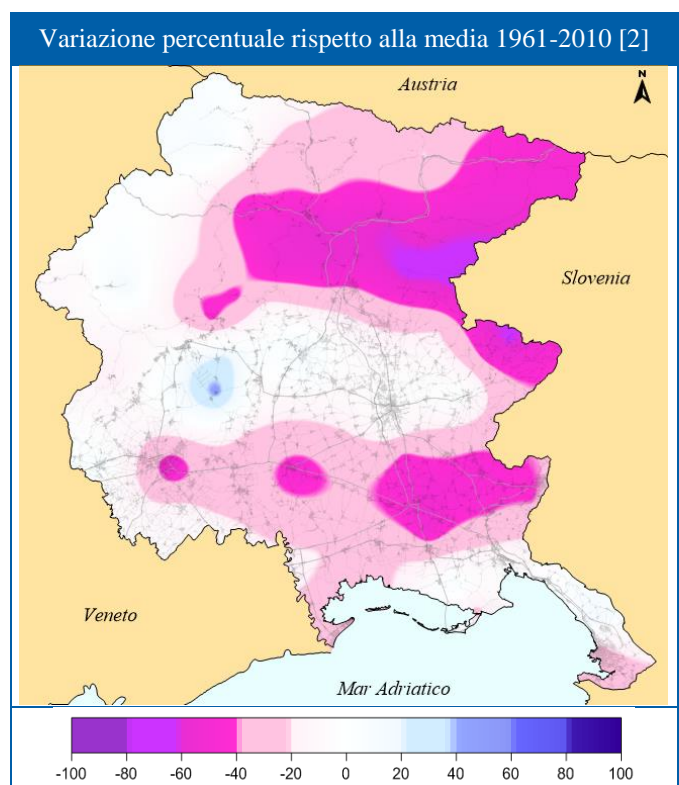 Variazione percentuale rispetto alla media 1961-2010 [2]
Austria
N
Slovenia
Veneto
Mar Adriatico
-100 -80 -60 -40 -20 0 20 40 60 80 100